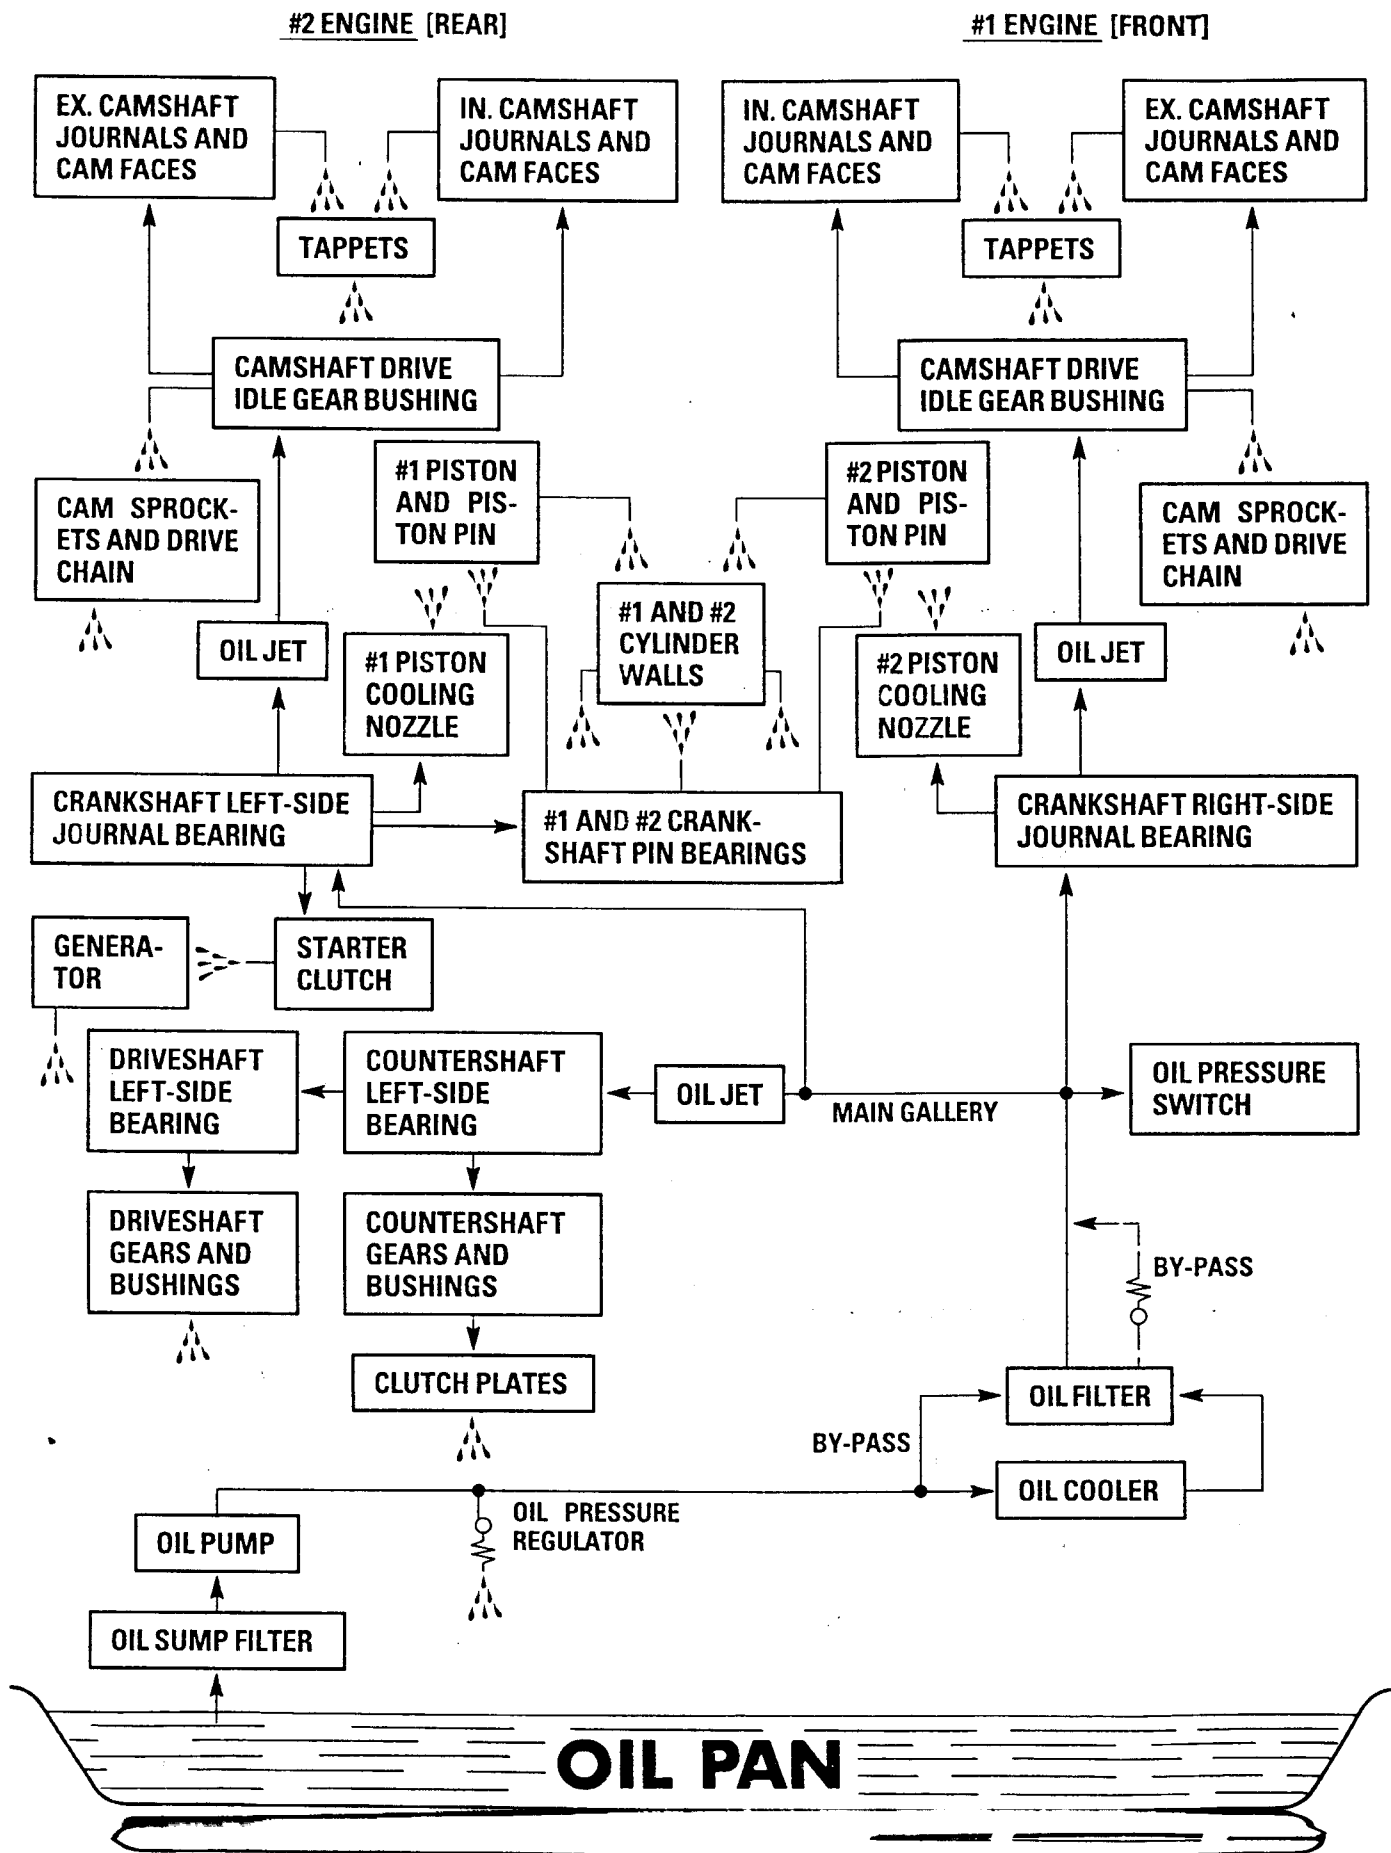 #2 ENGINE [REAR]
#1 ENGINE [FRONT]
EX. CAMSHAFT
JOURNALS AND
CAM FACES
IN. CAMSHAFT
JOURNALS AND
CAM FACES
IN. CAMSHAFT
JOURNALS AND
CAM FACES
EX. CAMSHAFT
JOURNALS AND
CAM FACES
TAPPETS
TAPPETS
CAMSHAFT DRIVE
IDLE GEAR BUSHING
CAMSHAFT DRIVE
IDLE GEAR BUSHING
CAM SPROCK-
ETS AND DRIVE
CHAIN
#1 PISTON
AND PIS-
TON PIN
#2 PISTON
AND PIS-
TON PIN
CAM SPROCK-
ETS AND DRIVE
CHAIN
OIL JET
#1 PISTON
COOLING
NOZZLE
#1 AND #2
CYLINDER
WALLS
#2 PISTON
COOLING
NOZZLE
OIL JET
CRANKSHAFT LEFT-SIDE
JOURNAL BEARING
#1 AND #2 CRANK-
SHAFT PIN BEARINGS
CRANKSHAFT RIGHT-SIDE
JOURNAL BEARING
GENERA-
TOR
STARTER
CLUTCH
DRIVESHAFT
LEFT-SIDE
BEARING
COUNTERSHAFT
LEFT-SIDE
BEARING
OIL JET
MAIN GALLERY
OIL PRESSURE
SWITCH
DRIVESHAFT
GEARS AND
BUSHINGS
COUNTERSHAFT
GEARS AND
BUSHINGS
BY-PASS
CLUTCH PLATES
OIL FILTER
BY-PASS
OIL COOLER
OIL PRESSURE
REGULATOR
OIL PUMP
OIL SUMP FILTER
OIL PAN